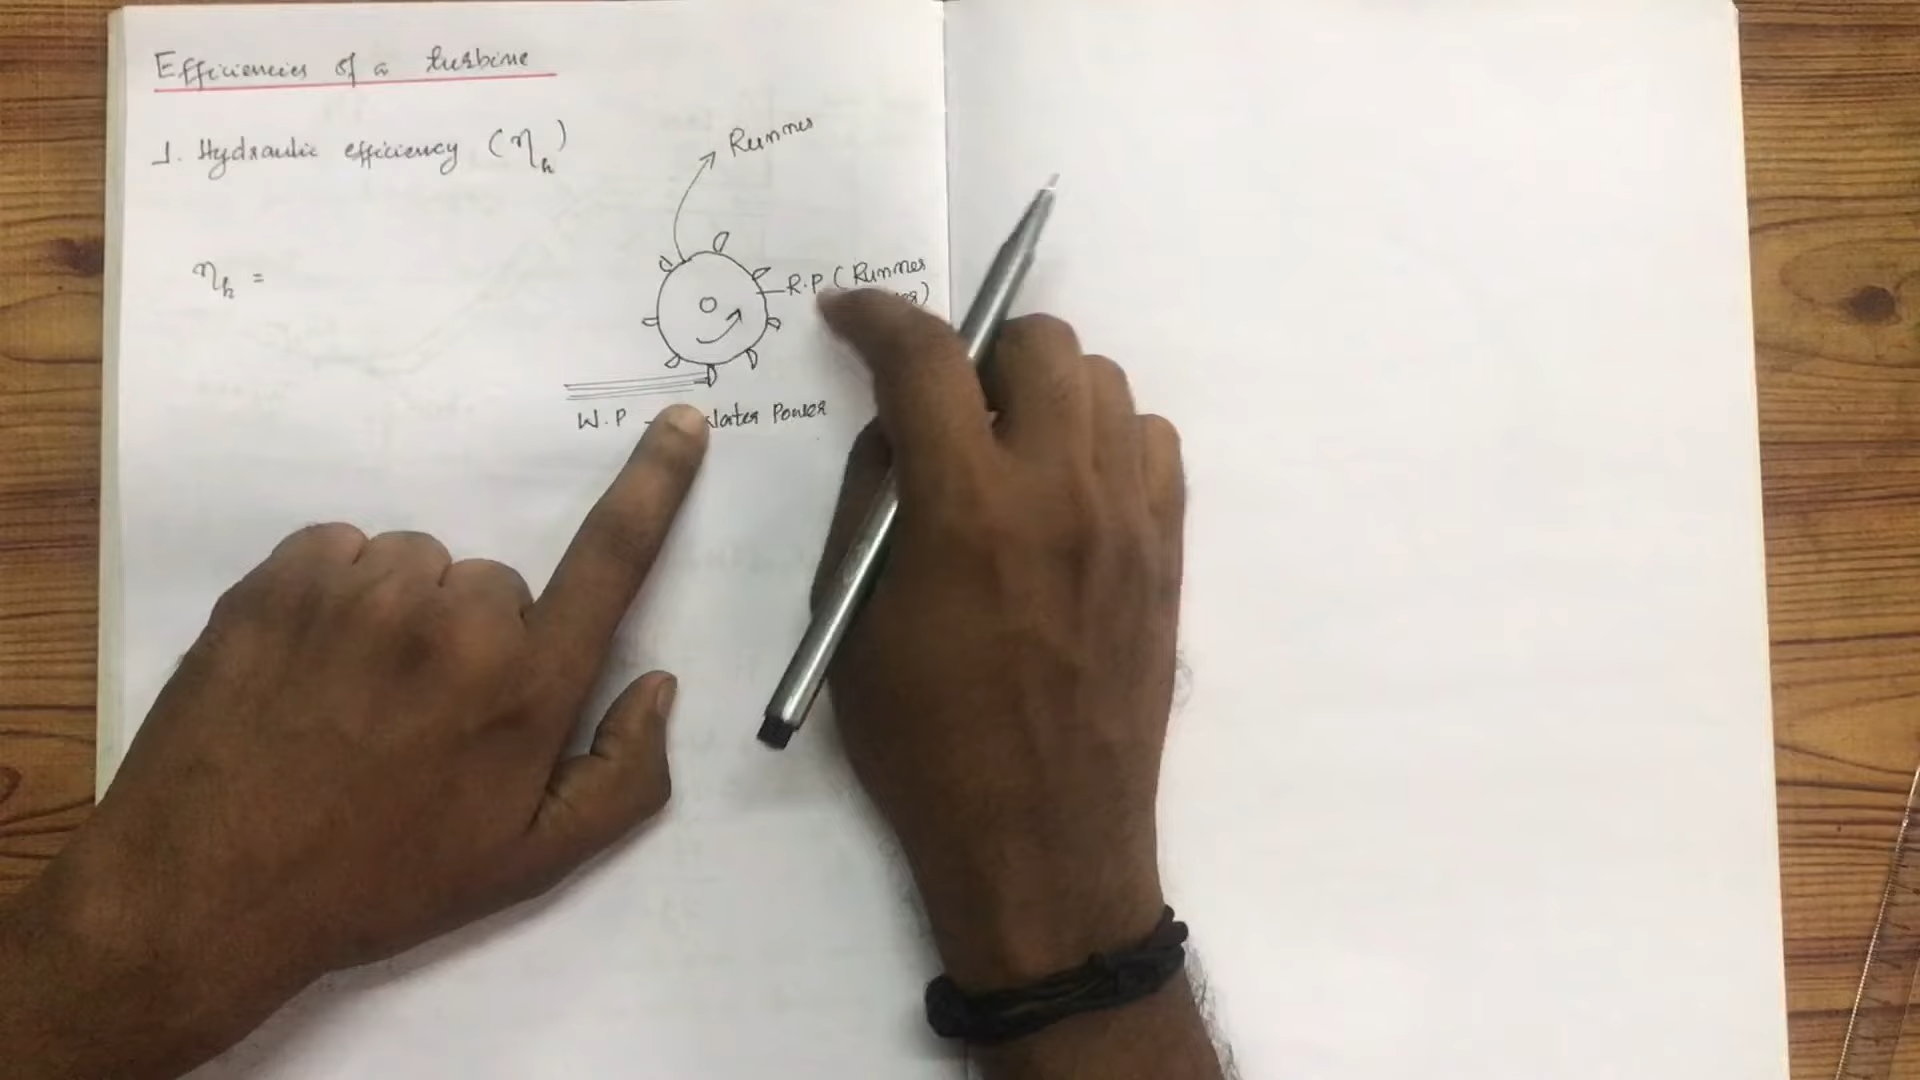 Efficiencies of a turbine
1. Hydraulic efficiency (ηₕ)
Runner
ηₕ =
R.P (Runner
W.P - Water Power